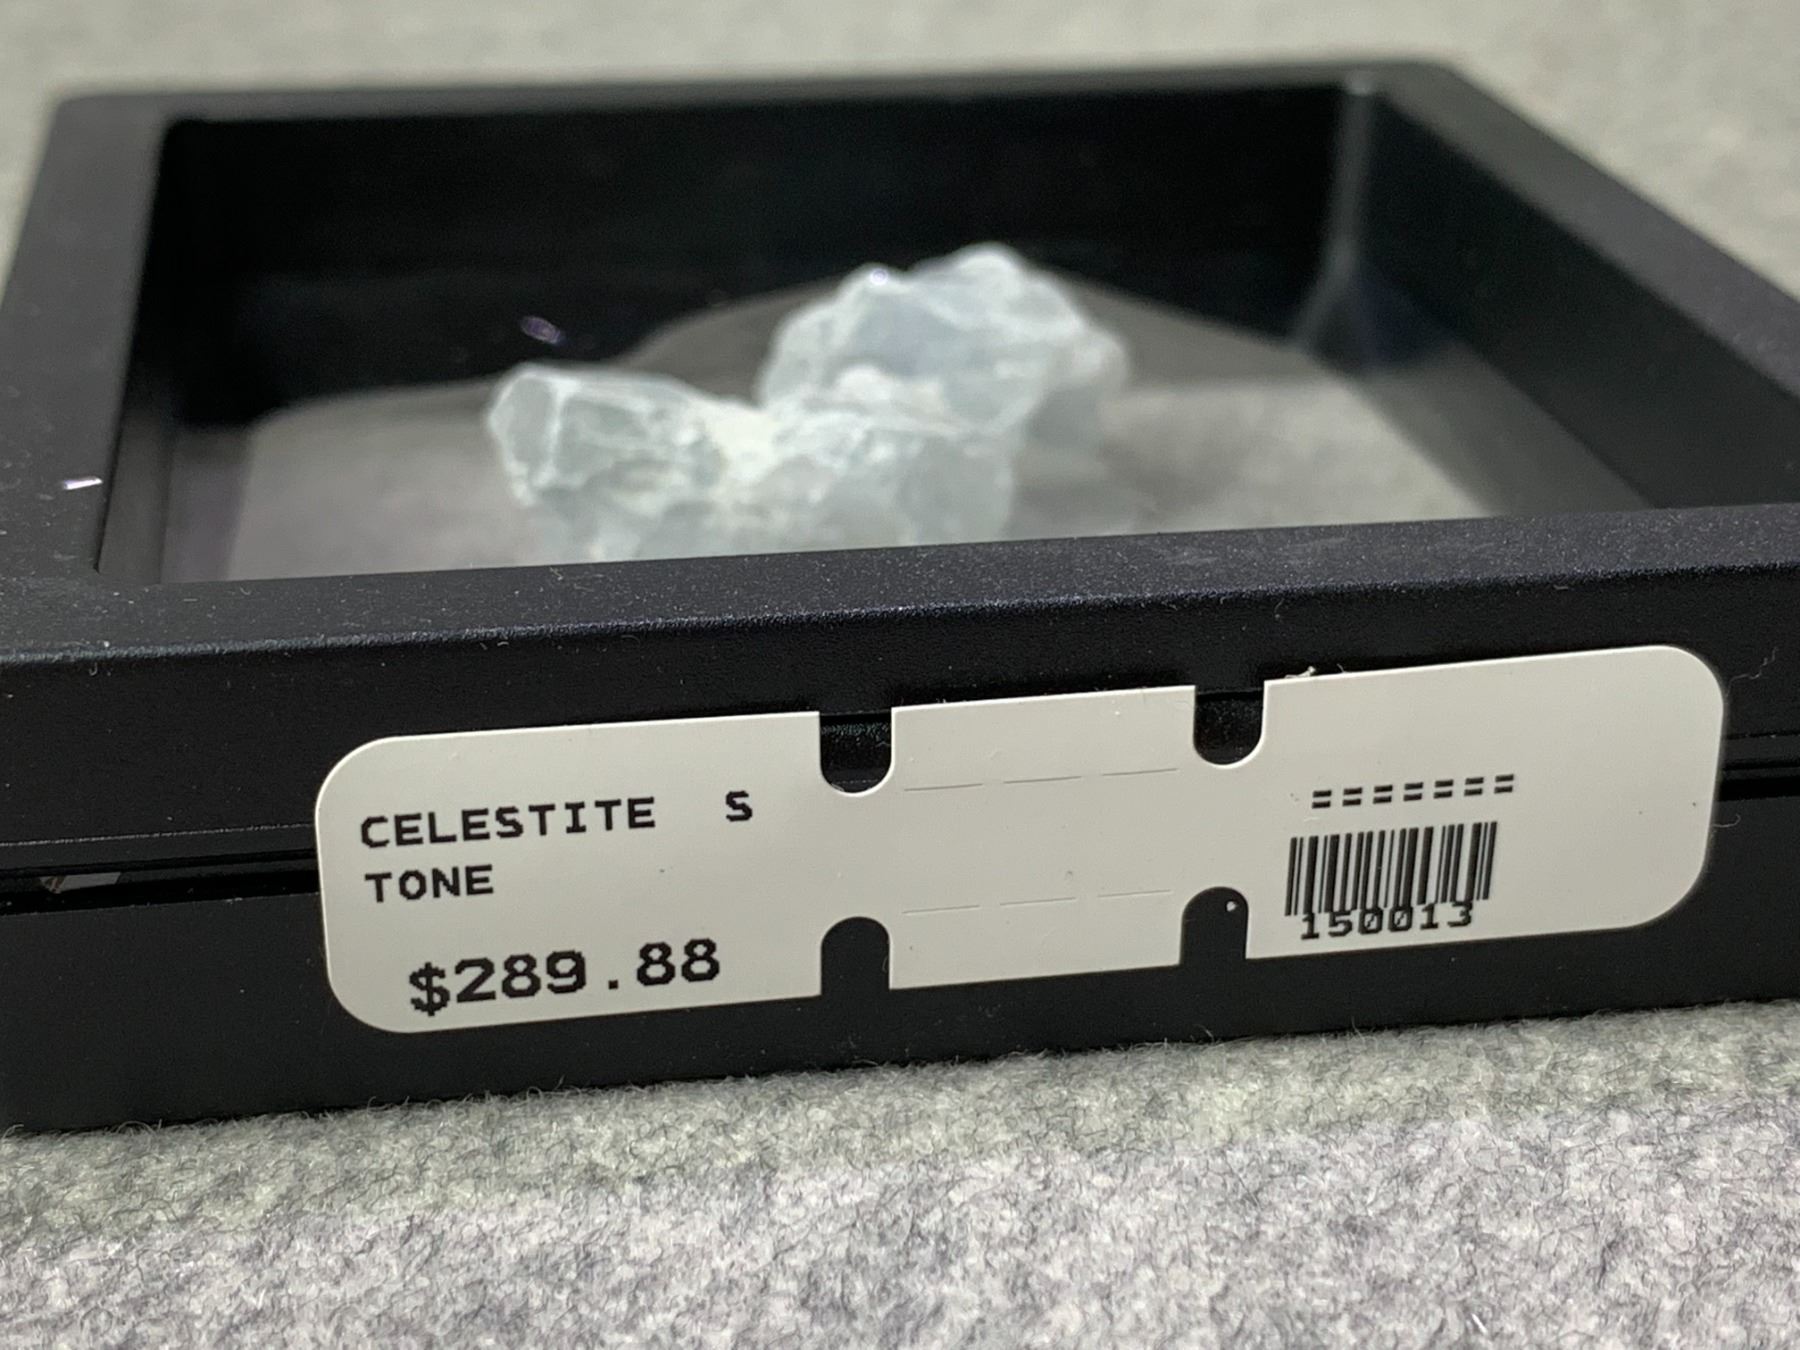 CELESTITE S
TONE
$289.88
=======
150013